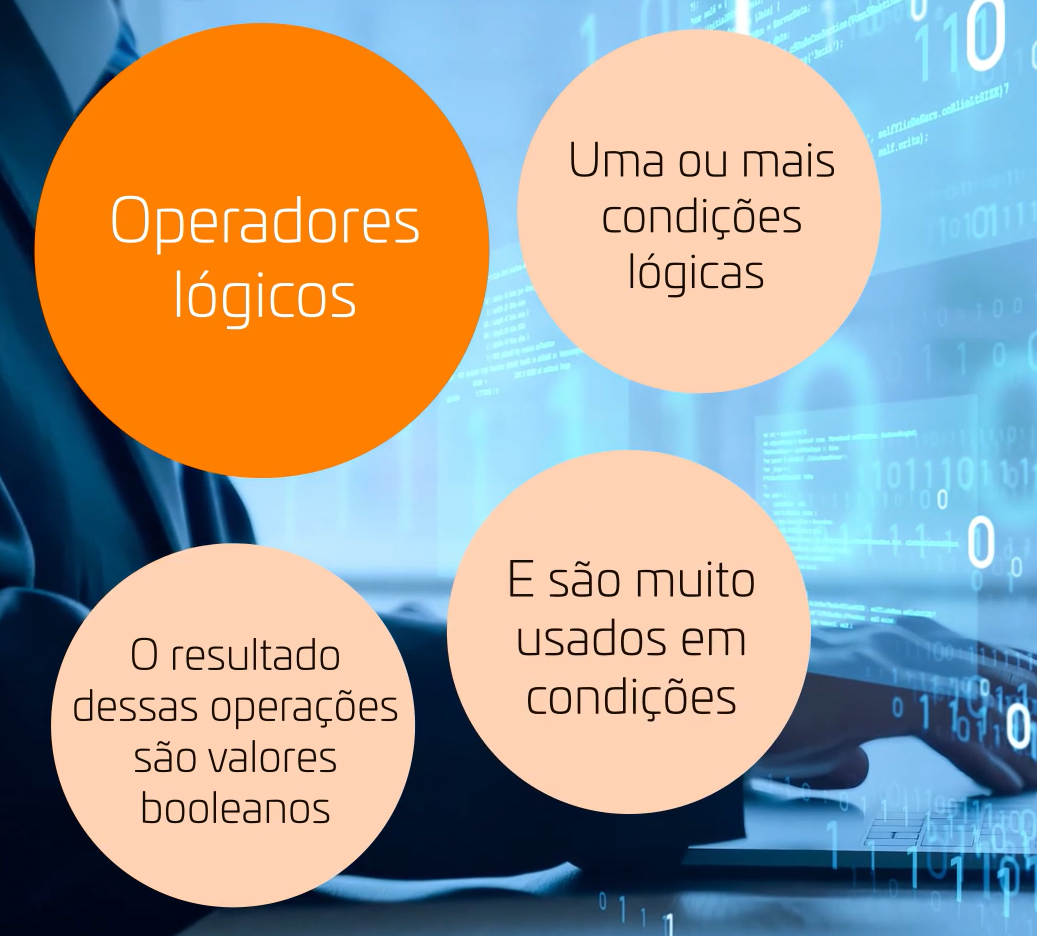 Operadores
lógicos
Uma ou mais
condições
lógicas
E são muito
usados em
condições
O resultado
dessas operações
são valores
booleanos